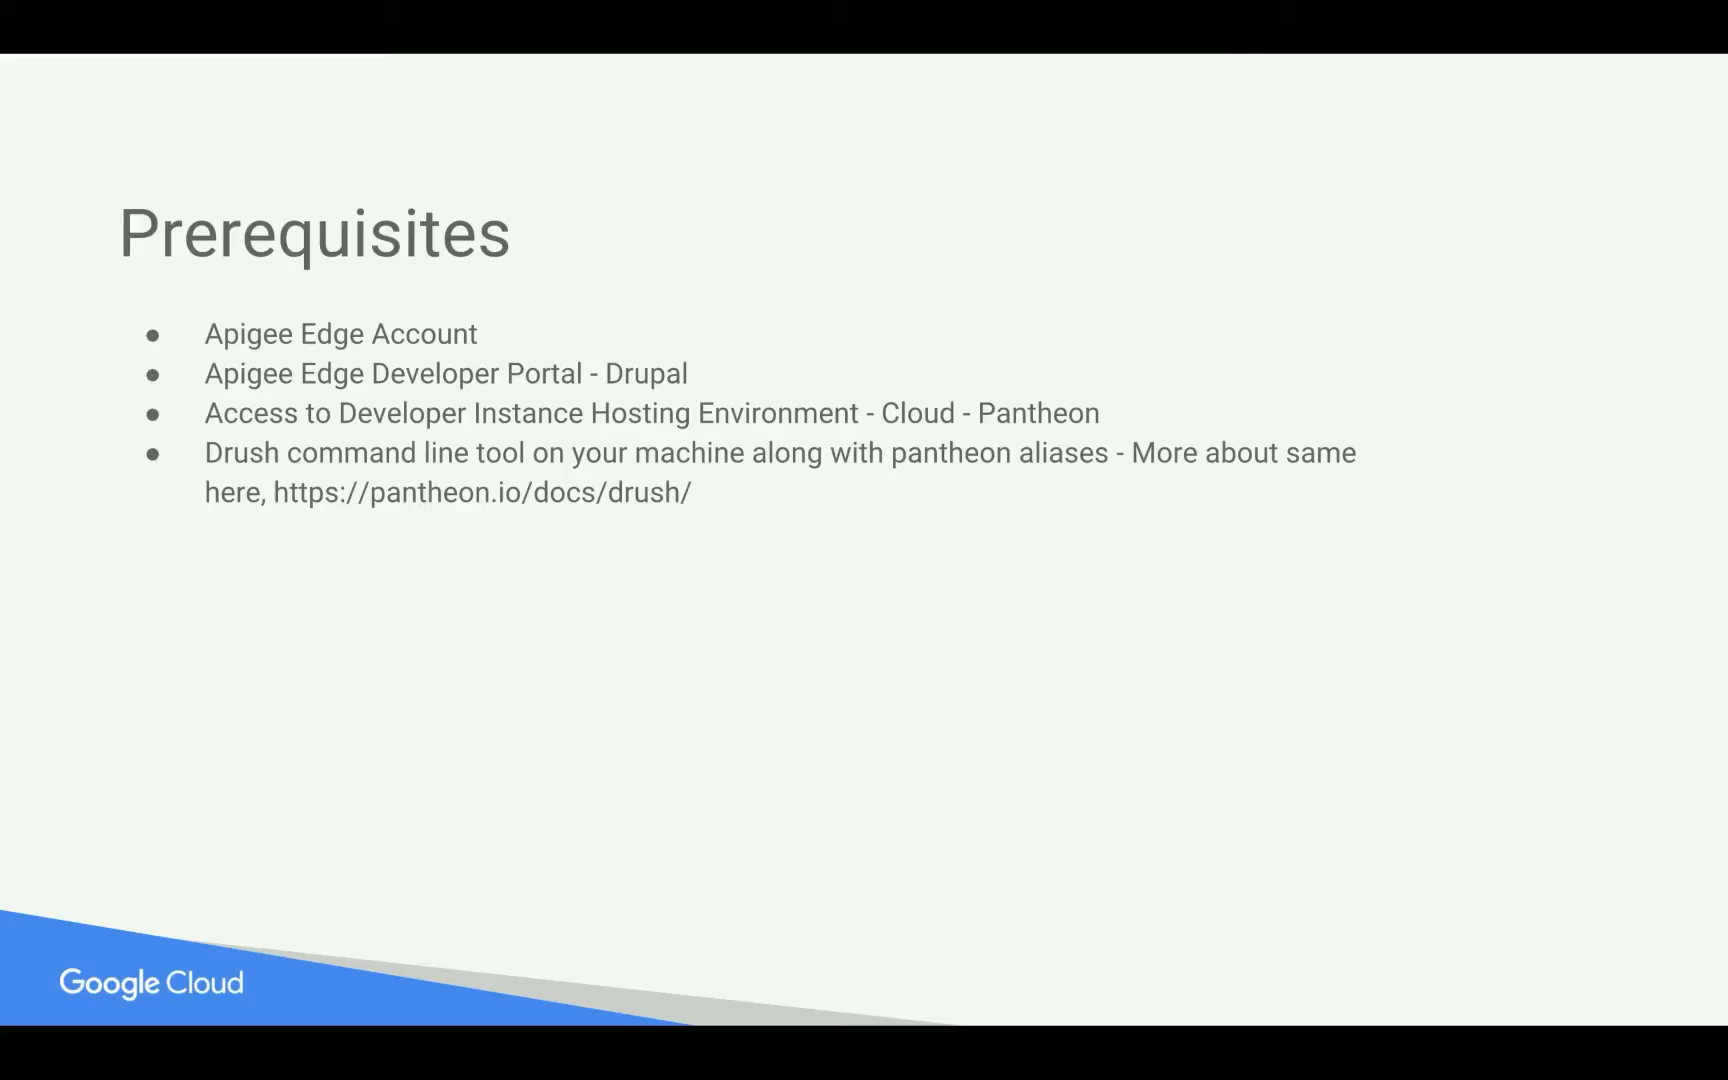 Prerequisites
● Apigee Edge Account
● Apigee Edge Developer Portal - Drupal
● Access to Developer Instance Hosting Environment - Cloud - Pantheon
● Drush command line tool on your machine along with pantheon aliases - More about same
here, https://pantheon.io/docs/drush/
Google Cloud